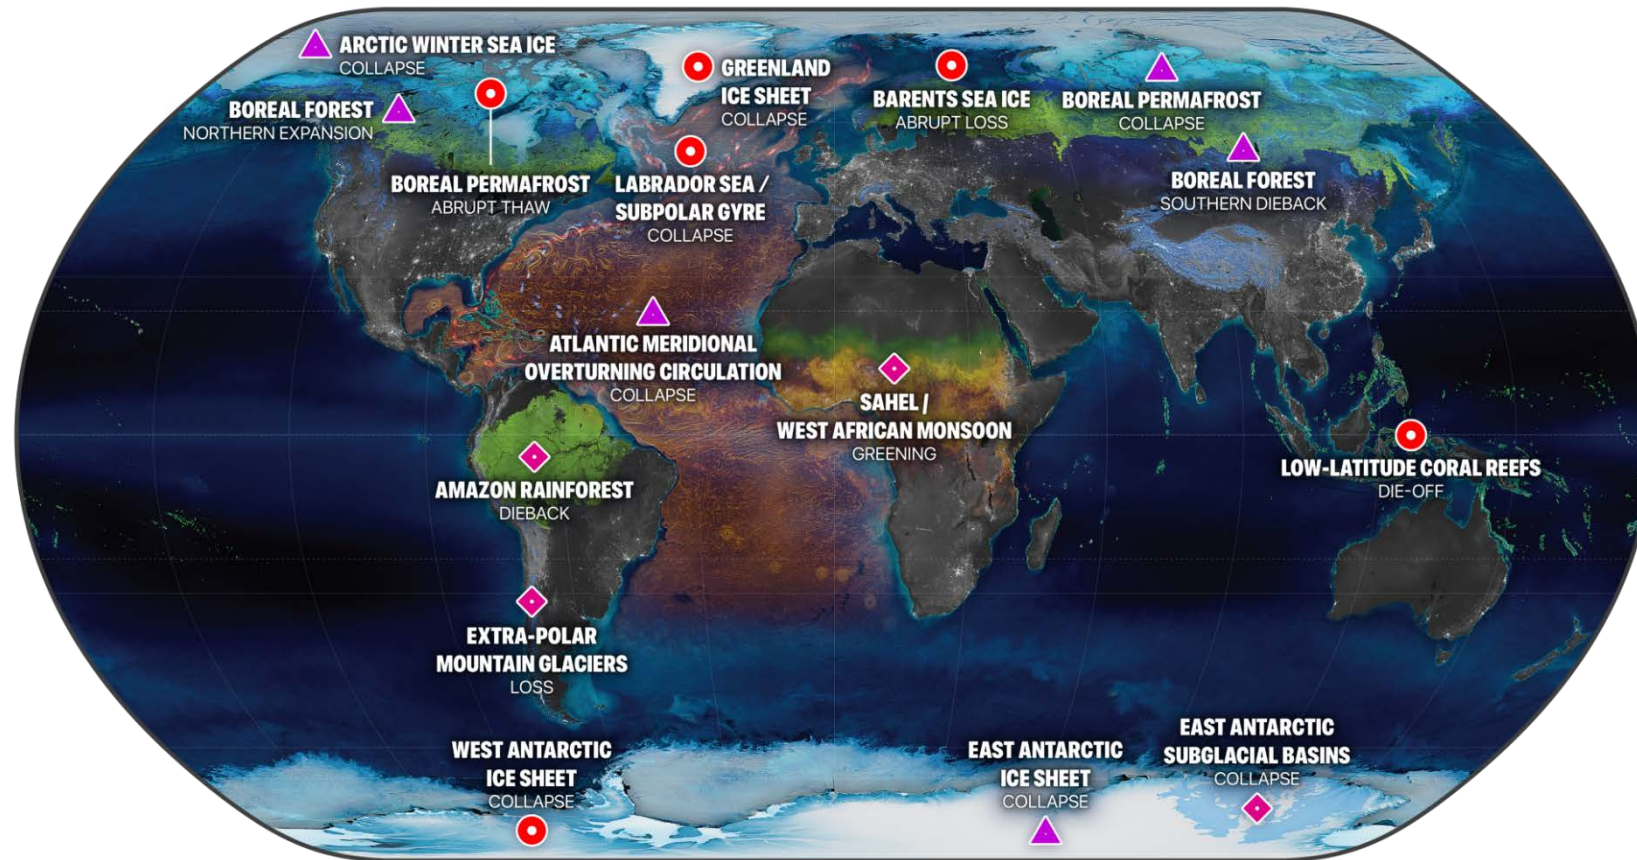 ARCTIC WINTER SEA ICE
COLLAPSE
GREENLAND
ICE SHEET
COLLAPSE
BARENTS SEA ICE
ABRUPT LOSS
BOREAL PERMAFROST
COLLAPSE
BOREAL FOREST
NORTHERN EXPANSION
BOREAL PERMAFROST
ABRUPT THAW
LABRADOR SEA /
SUBPOLAR GYRE
COLLAPSE
BOREAL FOREST
SOUTHERN DIEBACK
ATLANTIC MERIDIONAL
OVERTURNING CIRCULATION
COLLAPSE
SAHEL /
WEST AFRICAN MONSOON
GREENING
AMAZON RAINFOREST
DIEBACK
LOW-LATITUDE CORAL REEFS
DIE-OFF
EXTRA-POLAR
MOUNTAIN GLACIERS
LOSS
WEST ANTARCTIC
ICE SHEET
COLLAPSE
EAST ANTARCTIC
ICE SHEET
COLLAPSE
EAST ANTARCTIC
SUBGLACIAL BASINS
COLLAPSE